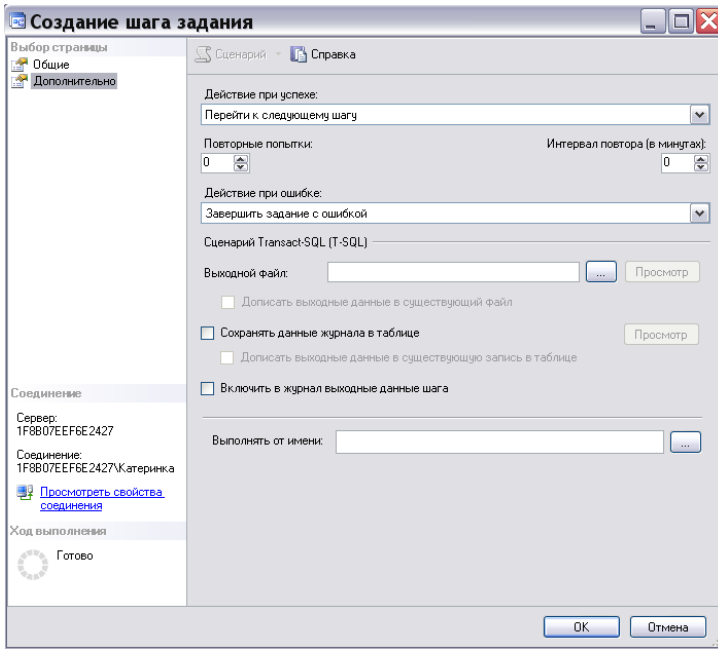 Создание шага задания
Выбор страницы
Общие
Дополнительно
Сценарий
Справка
Действие при успехе:
Перейти к следующему шагу
Повторные попытки:
Интервал повтора (в минутах):
0
0
Действие при ошибке:
Завершить задание с ошибкой
Сценарий Transact-SQL (T-SQL)
Выходной файл:
...
Просмотр
Дописать выходные данные в существующий файл
Сохранять данные журнала в таблице
Просмотр
Дописать выходные данные в существующую запись в таблице
Включить в журнал выходные данные шага
Выполнять от имени:
...
Соединение
Сервер:
1F8B07EEF6E2427
Соединение:
1F8B07EEF6E2427\Катеринка
Просмотреть свойства
соединения
Ход выполнения
Готово
OK
Отмена